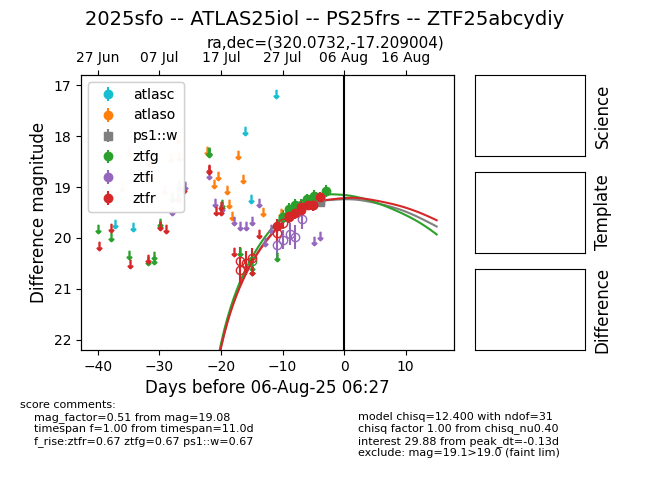 2025sfo -- ATLAS25iol -- PS25frs -- ZTF25abcydiy
ra,dec=(320.0732,-17.209004)
27 Jun 07 Jul 17 Jul 27 Jul 06 Aug 16 Aug
17
18
19
20
21
22
Difference magnitude
atlasc
atlaso
ps1::w
ztfg
ztfi
ztfr
−40 −30 −20 −10 0 10
Days before 06-Aug-25 06:27
Science
Template
Difference
score comments:
mag_factor=0.51 from mag=19.08
timespan f=1.00 from timespan=11.0d
f_rise:ztfr=0.67 ztfg=0.67 ps1::w=0.67
model chisq=12.400 with ndof=31
chisq factor 1.00 from chisq_nu0.40
interest 29.88 from peak_dt=-0.13d
exclude: mag=19.1>19.0 (faint lim)